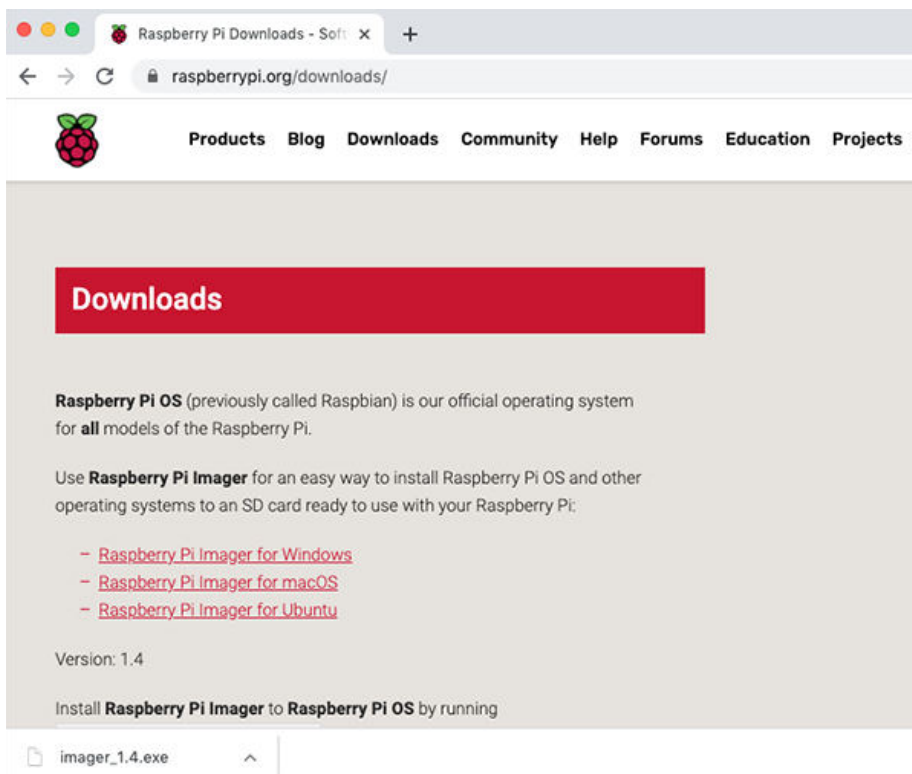 Raspberry Pi Downloads - Soft
raspberrypi.org/downloads/
Products Blog Downloads Community Help Forums Education Projects
Downloads
Raspberry Pi OS (previously called Raspbian) is our official operating system
for all models of the Raspberry Pi.
Use Raspberry Pi Imager for an easy way to install Raspberry Pi OS and other
operating systems to an SD card ready to use with your Raspberry Pi:
– Raspberry Pi Imager for Windows
– Raspberry Pi Imager for macOS
– Raspberry Pi Imager for Ubuntu
Version: 1.4
Install Raspberry Pi Imager to Raspberry Pi OS by running
imager_1.4.exe